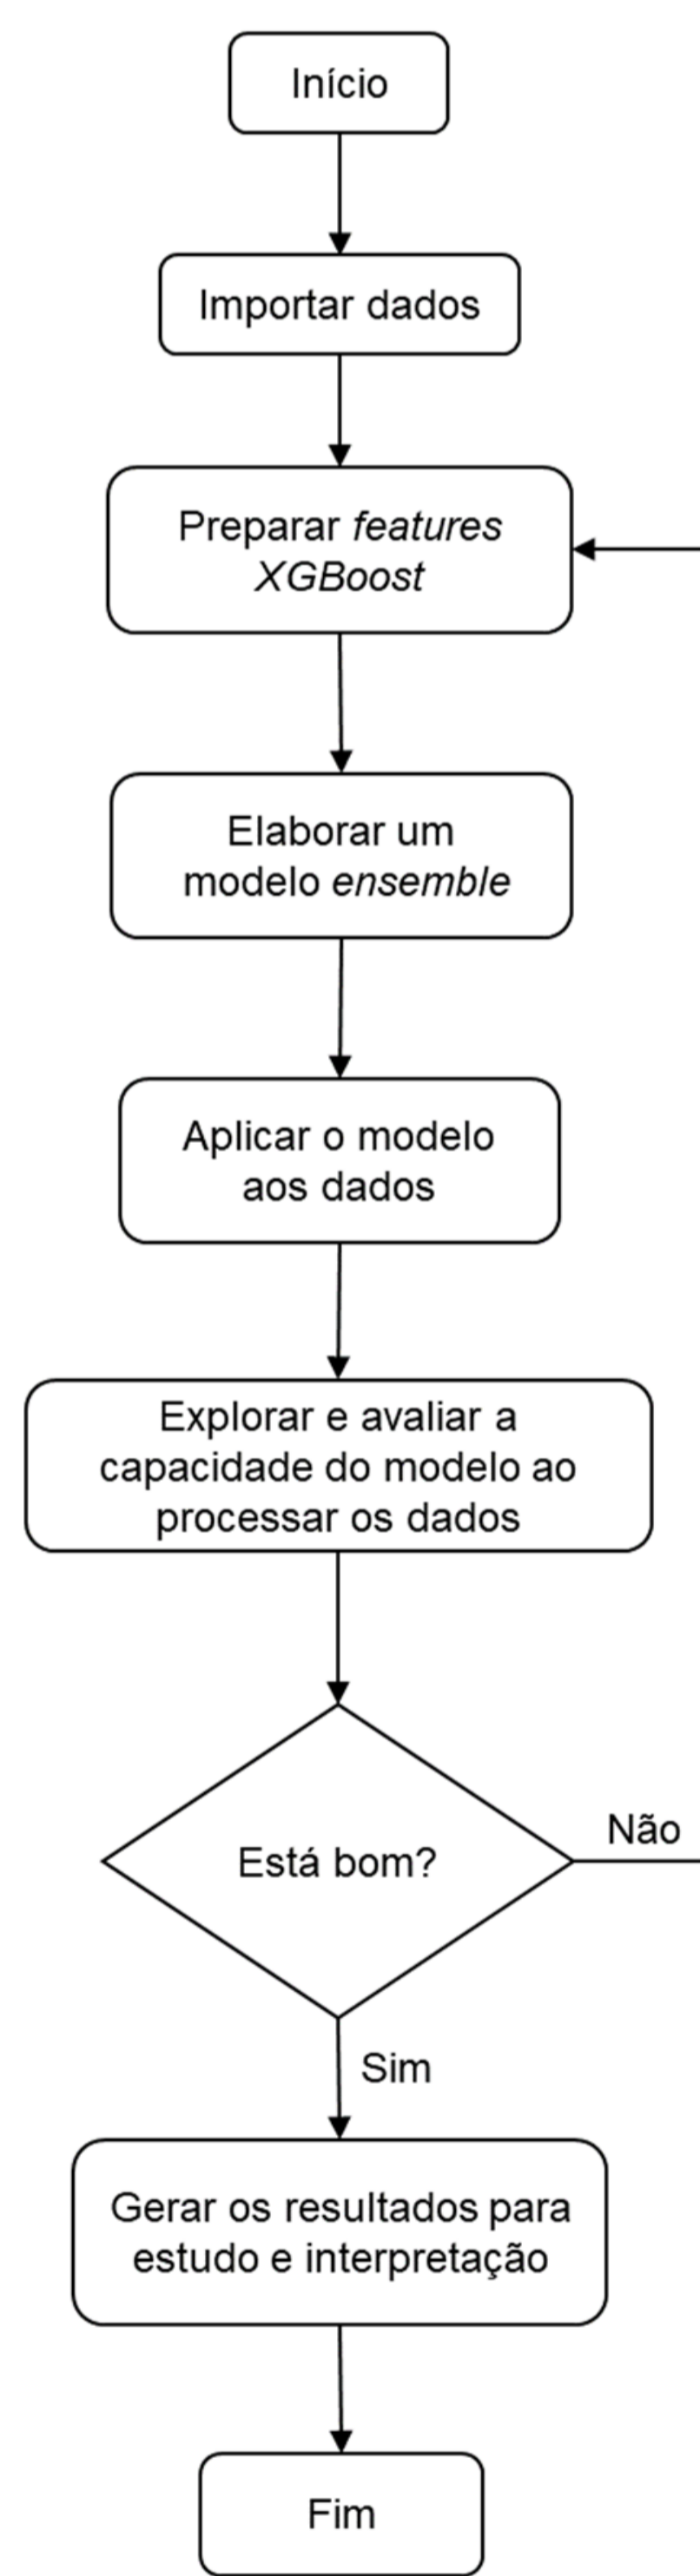 Início
Importar dados
Preparar features
XGBoost
Elaborar um
modelo ensemble
Aplicar o modelo
aos dados
Explorar e avaliar a
capacidade do modelo ao
processar os dados
Está bom?
Não
Sim
Gerar os resultados para
estudo e interpretação
Fim